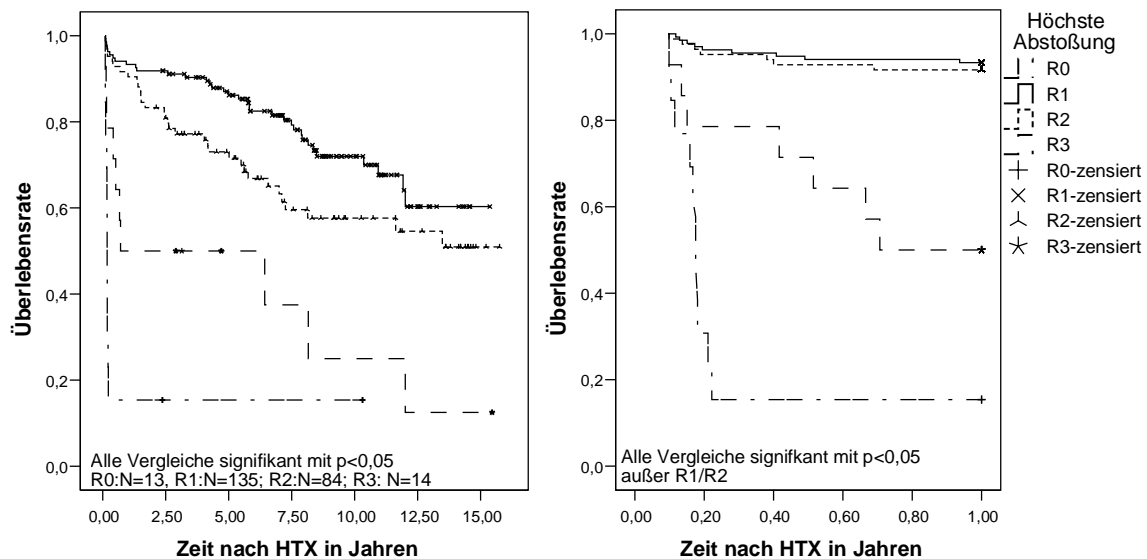 1,0
0,8
0,6
0,4
0,2
0,0
Überlebensrate
0,00 2,50 5,00 7,50 10,00 12,50 15,00
Zeit nach HTX in Jahren
Alle Vergleiche signifikant mit p<0,05
R0:N=13, R1:N=135; R2:N=84; R3: N=14
1,0
0,8
0,6
0,4
0,2
0,0
Überlebensrate
0,00 0,20 0,40 0,60 0,80 1,00
Zeit nach HTX in Jahren
Alle Vergleiche signifkant mit p<0,05
außer R1/R2
Höchste
Abstoßung
R0
R1
R2
R3
R0-zensiert
R1-zensiert
R2-zensiert
R3-zensiert